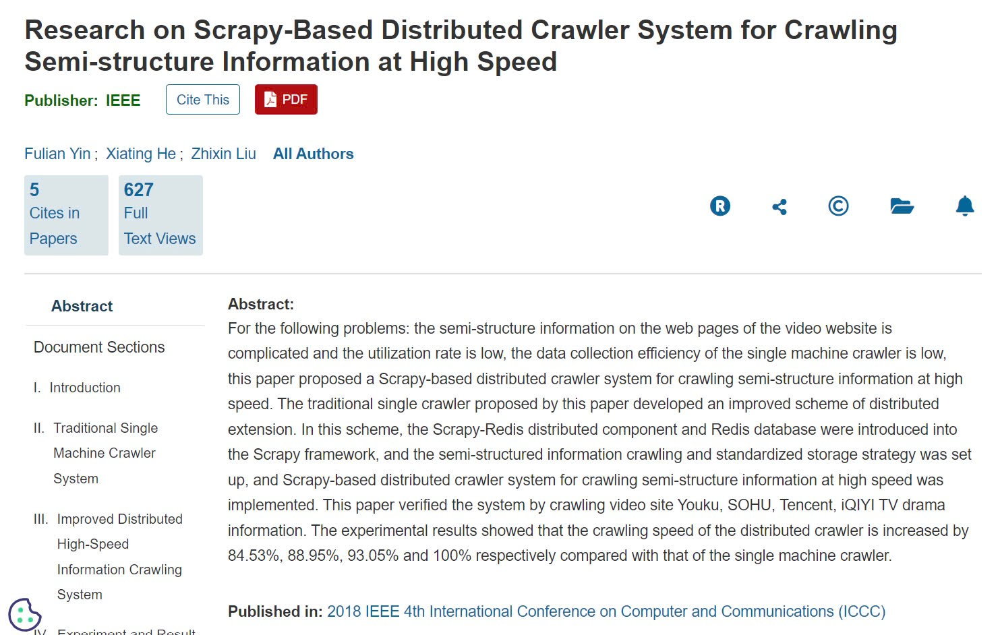 Research on Scrapy-Based Distributed Crawler System for Crawling
Semi-structure Information at High Speed
Publisher: IEEE
Cite This
PDF
Fulian Yin ; Xiating He ; Zhixin Liu All Authors
5
Cites in
Papers
627
Full
Text Views
R
©
Abstract
Document Sections
I. Introduction
II. Traditional Single
Machine Crawler
System
III. Improved Distributed
High-Speed
Information Crawling
System
IV. Experiment and Result
Abstract:
For the following problems: the semi-structure information on the web pages of the video website is
complicated and the utilization rate is low, the data collection efficiency of the single machine crawler is low,
this paper proposed a Scrapy-based distributed crawler system for crawling semi-structure information at high
speed. The traditional single crawler proposed by this paper developed an improved scheme of distributed
extension. In this scheme, the Scrapy-Redis distributed component and Redis database were introduced into
the Scrapy framework, and the semi-structured information crawling and standardized storage strategy was set
up, and Scrapy-based distributed crawler system for crawling semi-structure information at high speed was
implemented. This paper verified the system by crawling video site Youku, SOHU, Tencent, iQIYI TV drama
information. The experimental results showed that the crawling speed of the distributed crawler is increased by
84.53%, 88.95%, 93.05% and 100% respectively compared with that of the single machine crawler.
Published in: 2018 IEEE 4th International Conference on Computer and Communications (ICCC)